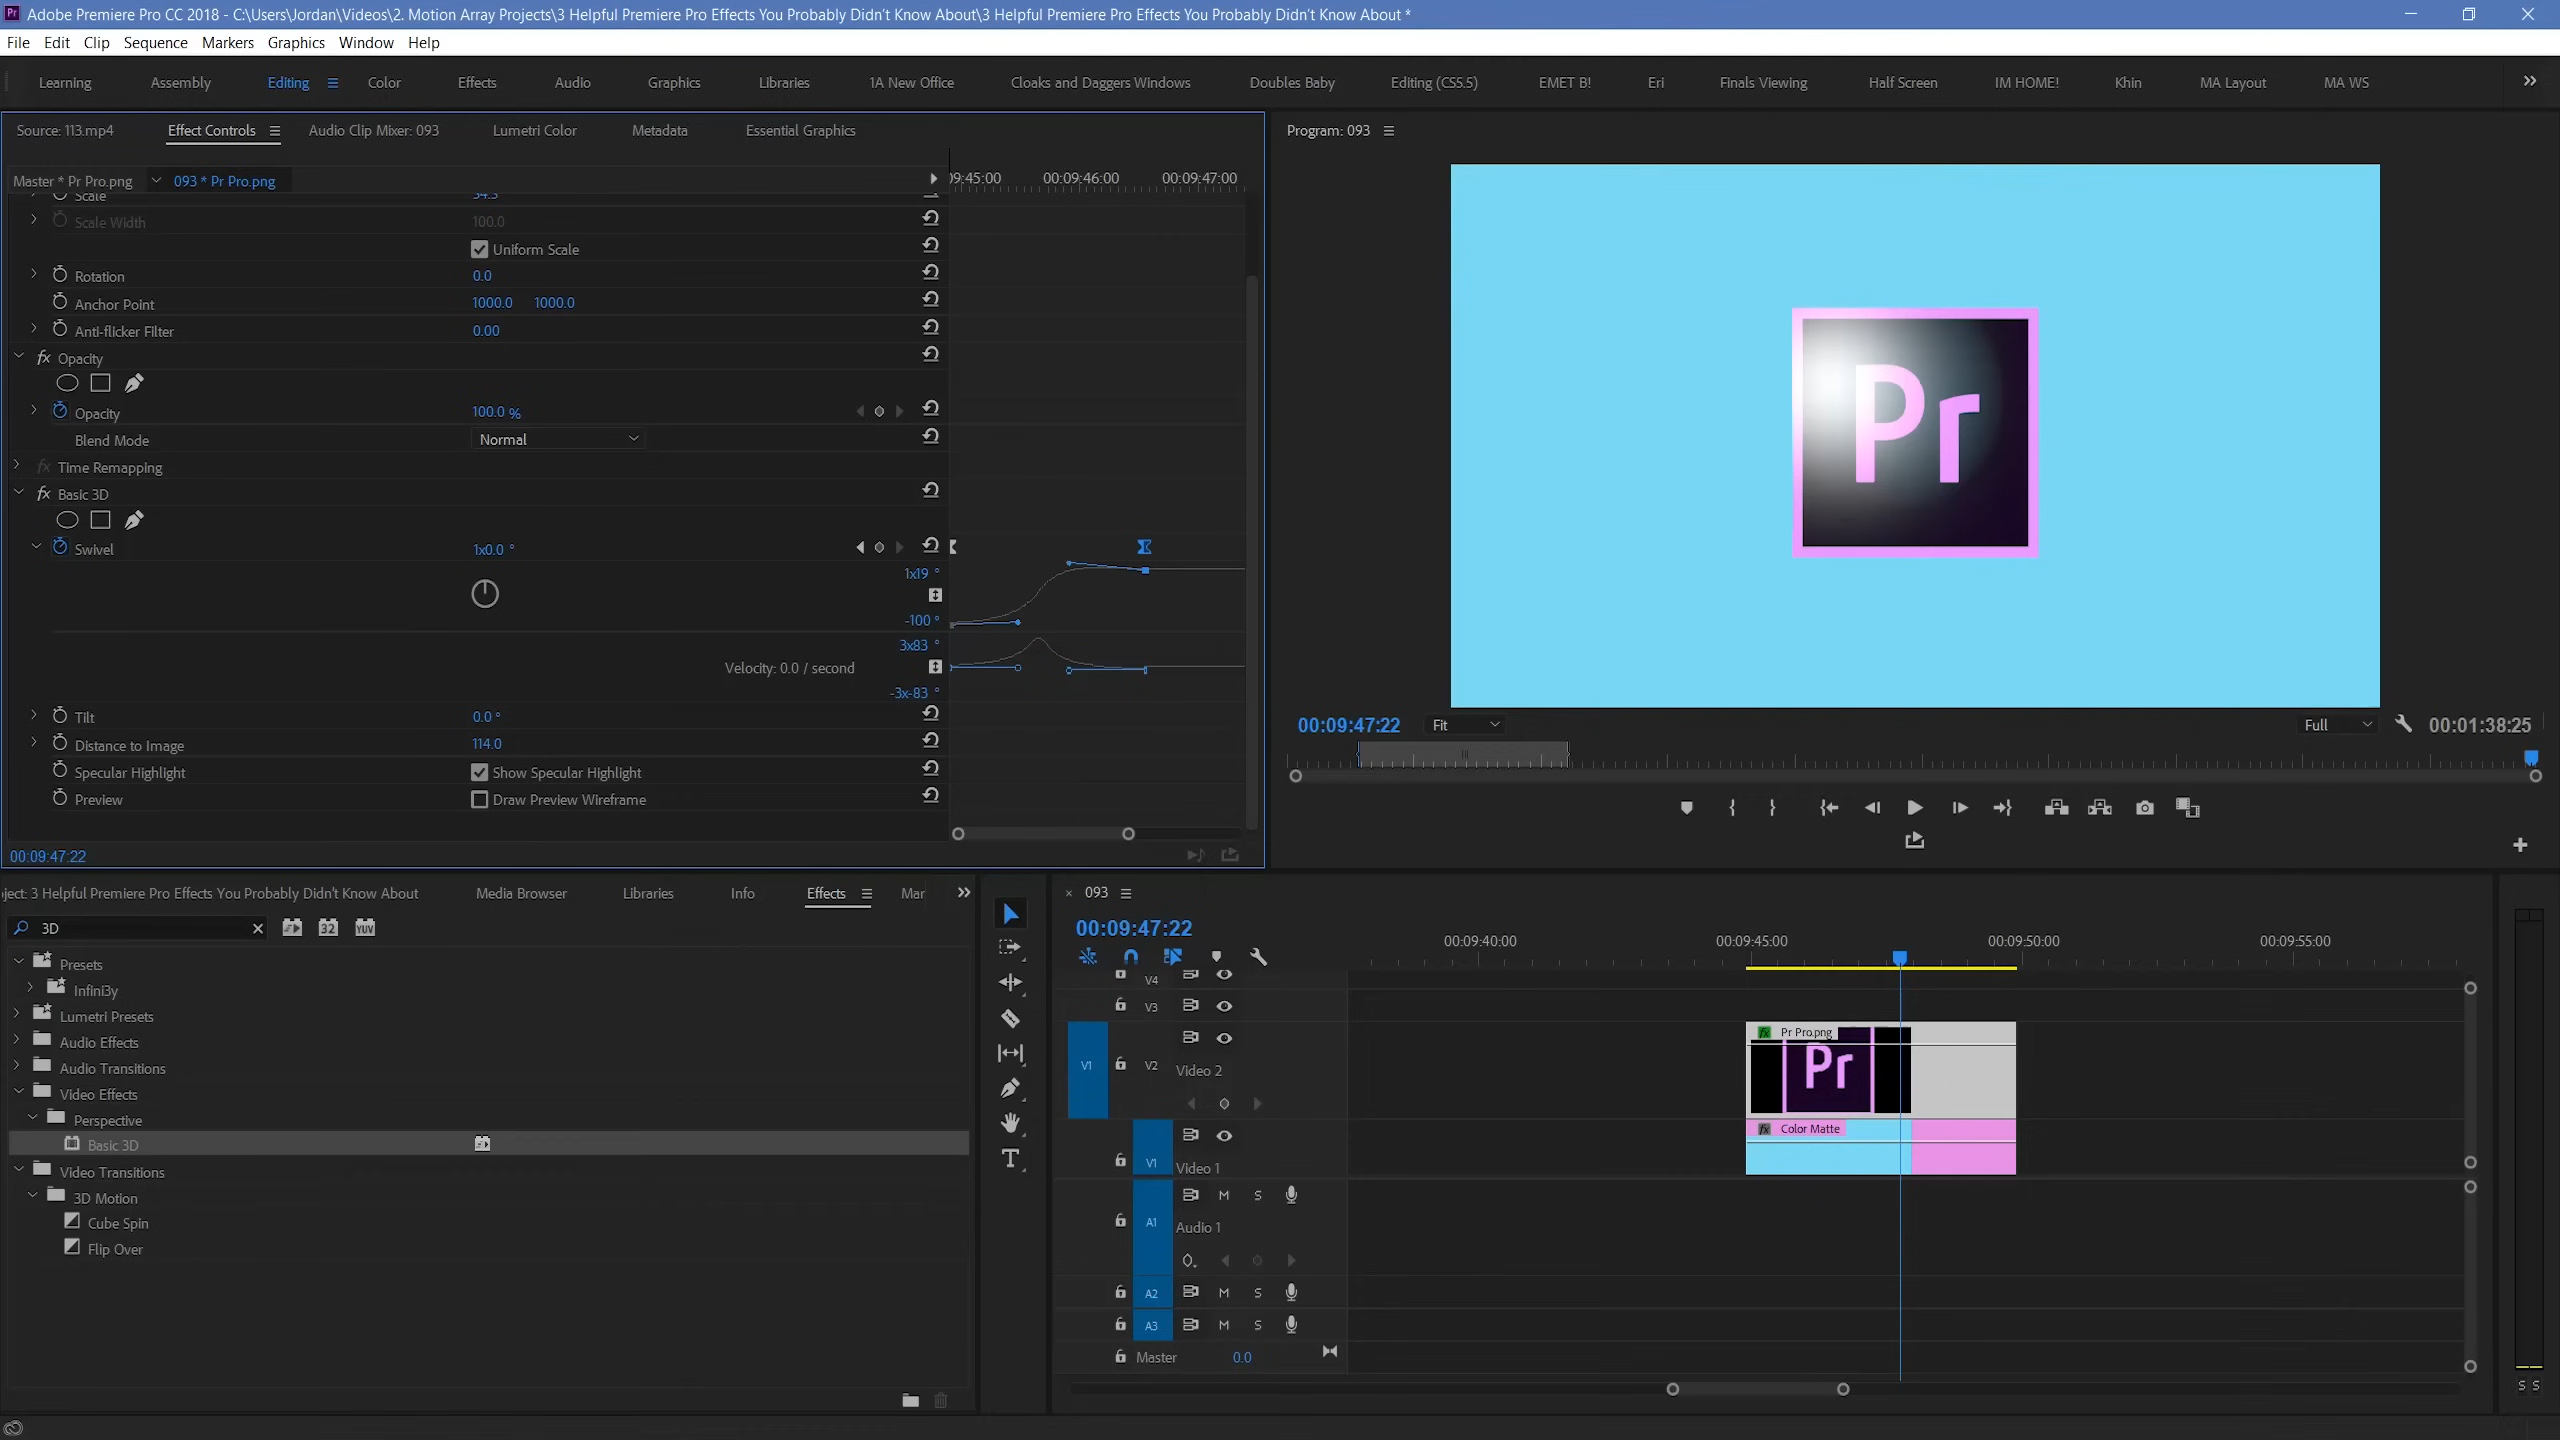 Adobe Premiere Pro CC 2018 - C:\Users\Jordan\Videos\2. Motion Array Projects\3 Helpful Premiere Pro Effects You Probably Didn't Know About\3 Helpful Premiere Pro Effects You Probably Didn't Know About *
File Edit Clip Sequence Markers Graphics Window Help
Learning Assembly Editing Color Effects Audio Graphics Libraries 1A New Office Cloaks and Daggers Windows Doubles Baby Editing (CS5.5) EMET B! Eri Finals Viewing Half Screen IM HOME! Khin MA Layout MA WS
Source: 113.mp4 Effect Controls Audio Clip Mixer: 093 Lumetri Color Metadata Essential Graphics
Master * Pr Pro.png 093 * Pr Pro.png
9:45:00 00:09:46:00 00:09:47:00
Scale 54.5
Scale Width 100.0
Uniform Scale
Rotation 0.0
Anchor Point 1000.0 1000.0
Anti-flicker Filter 0.00
fx Opacity
Opacity 100.0 %
Blend Mode Normal
fx Time Remapping
fx Basic 3D
Swivel 1x0.0 °
1x19 °
-100 °
3x83 °
Velocity: 0.0 / second
-3x-83 °
Tilt 0.0 °
Distance to Image 114.0
Specular Highlight Show Specular Highlight
Preview Draw Preview Wireframe
00:09:47:22
Program: 093
Pr
00:09:47:22 Fit Full 00:01:38:25
oject: 3 Helpful Premiere Pro Effects You Probably Didn't Know About Media Browser Libraries Info Effects Mar
3D 32 YUV
Presets
Infini3y
Lumetri Presets
Audio Effects
Audio Transitions
Video Effects
Perspective
Basic 3D
Video Transitions
3D Motion
Cube Spin
Flip Over
093
00:09:47:22
00:09:40:00 00:09:45:00 00:09:50:00 00:09:55:00
V4
V3
V1 V2 Video 2
fx Pr Pro.png
Pr
V1 Video 1
fx Color Matte
A1 M S
Audio 1
A2 M S
A3 M S
Master 0.0
S S